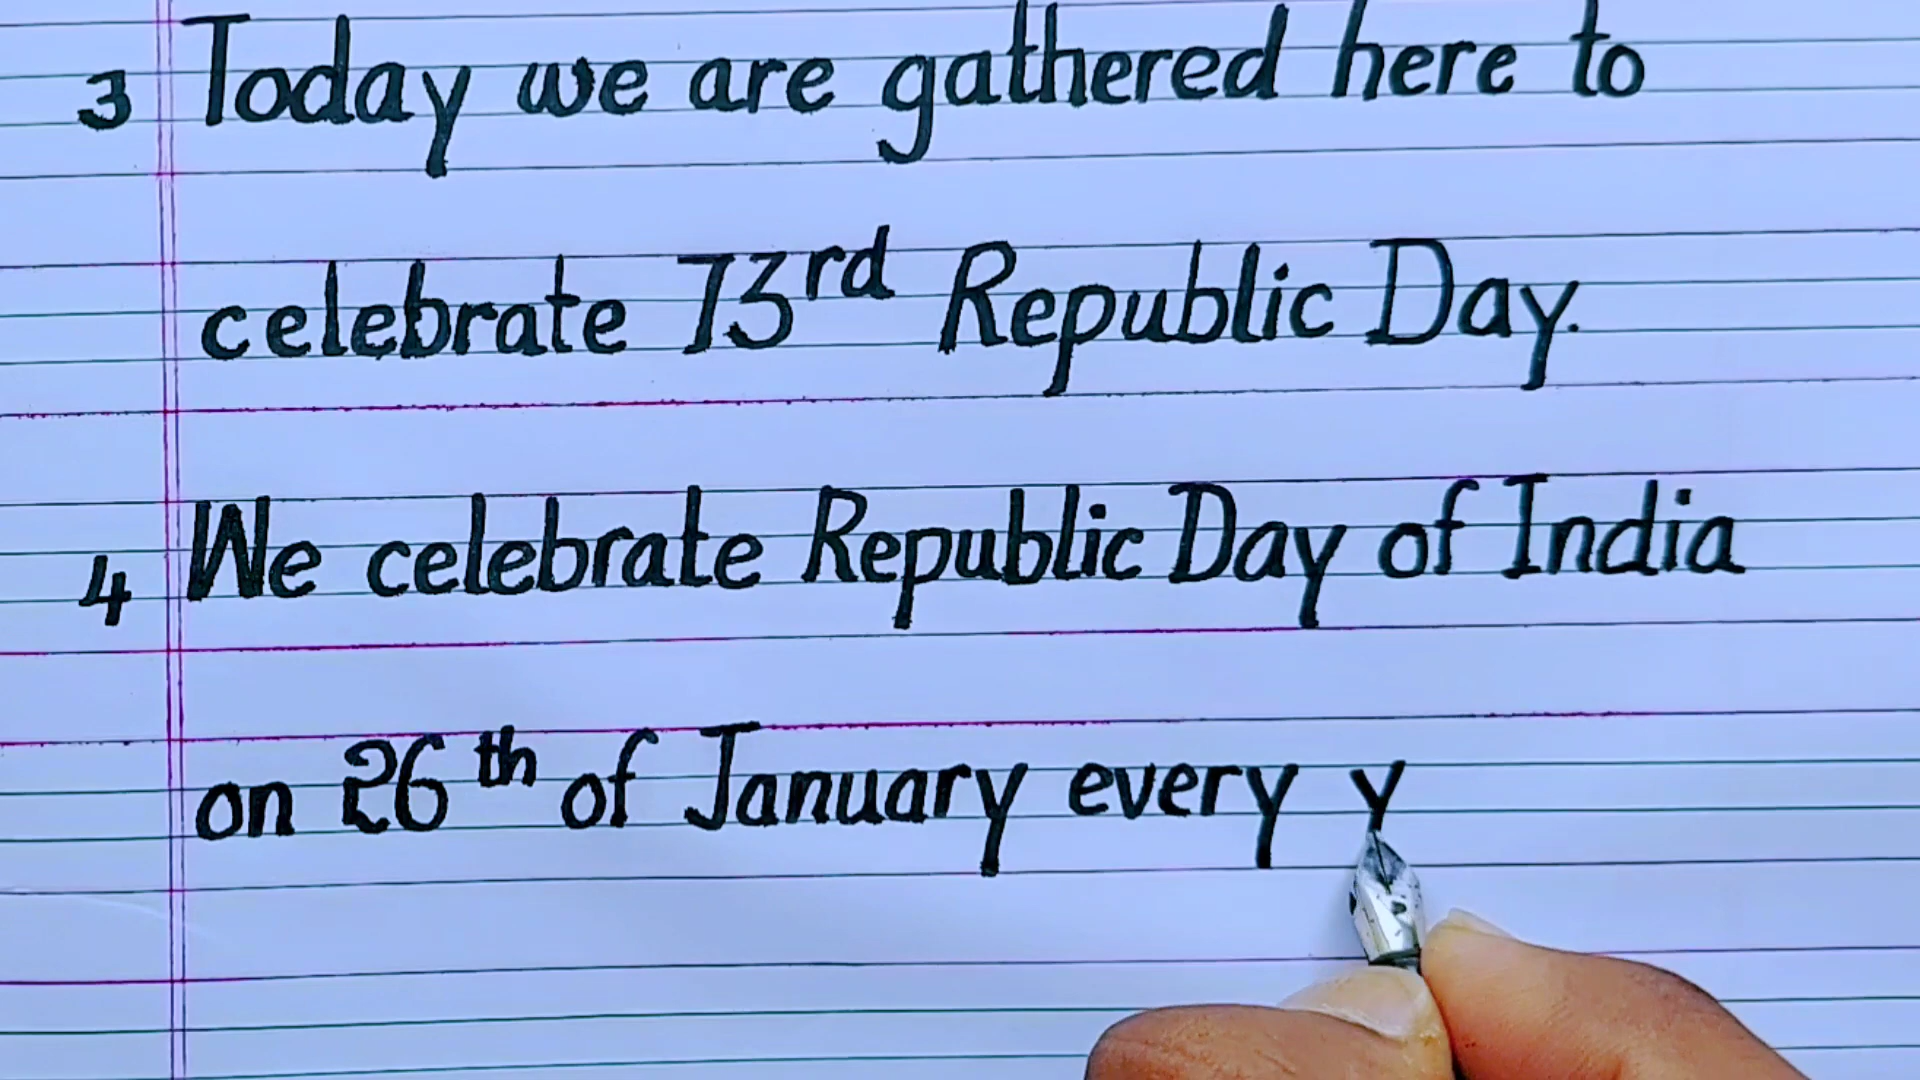 3 Today we are gathered here to
celebrate 73rd Republic Day.
4 We celebrate Republic Day of India
on 26th of January every y